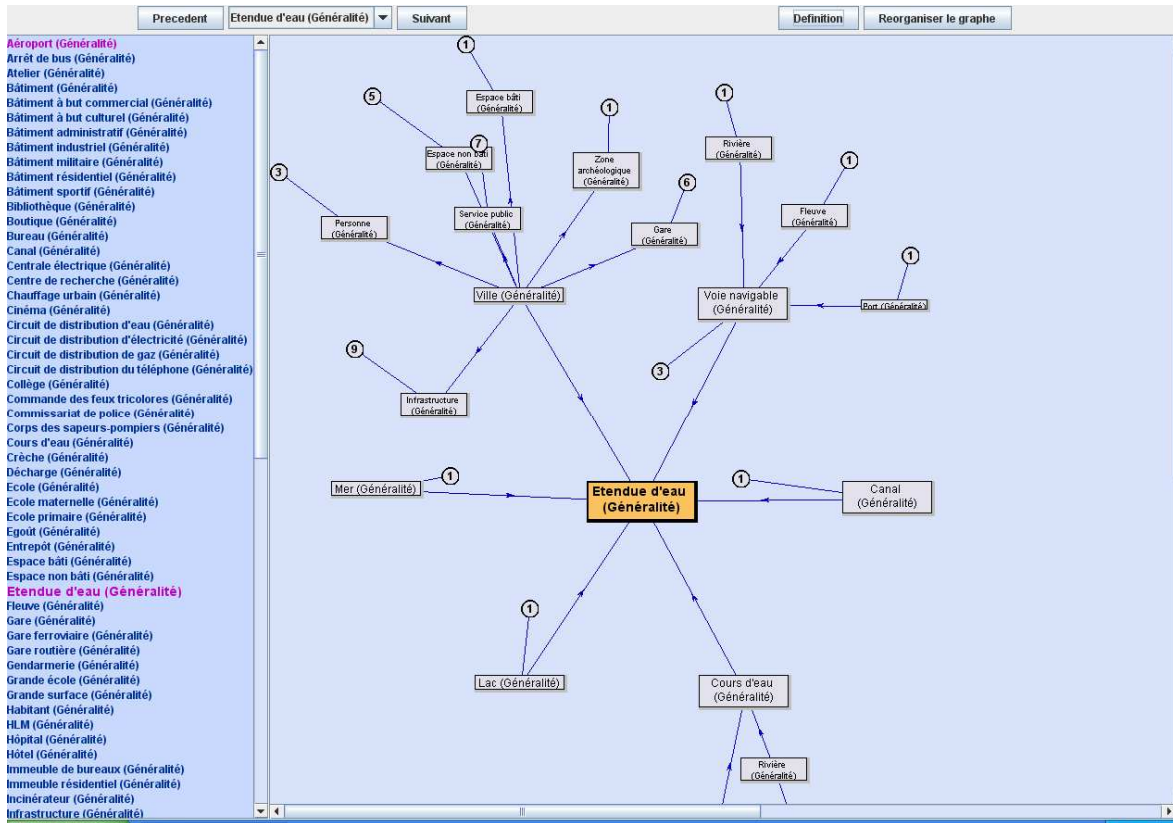 Precedent
Etendue d'eau (Généralité)
Suivant
Definition
Reorganiser le graphe
Aéroport (Généralité)
Arrêt de bus (Généralité)
Atelier (Généralité)
Bâtiment (Généralité)
Bâtiment à but commercial (Généralité)
Bâtiment à but culturel (Généralité)
Bâtiment administratif (Généralité)
Bâtiment industriel (Généralité)
Bâtiment militaire (Généralité)
Bâtiment résidentiel (Généralité)
Bâtiment sportif (Généralité)
Bibliothèque (Généralité)
Boutique (Généralité)
Bureau (Généralité)
Canal (Généralité)
Centrale électrique (Généralité)
Centre de recherche (Généralité)
Chauffage urbain (Généralité)
Cinéma (Généralité)
Circuit de distribution d'eau (Généralité)
Circuit de distribution d'électricité (Généralité)
Circuit de distribution de gaz (Généralité)
Circuit de distribution du téléphone (Généralité)
Collège (Généralité)
Commande des feux tricolores (Généralité)
Commissariat de police (Généralité)
Corps des sapeurs-pompiers (Généralité)
Cours d'eau (Généralité)
Crèche (Généralité)
Décharge (Généralité)
Ecole (Généralité)
Ecole maternelle (Généralité)
Ecole primaire (Généralité)
Egoût (Généralité)
Entrepôt (Généralité)
Espace bâti (Généralité)
Espace non bâti (Généralité)
Etendue d'eau (Généralité)
Fleuve (Généralité)
Gare (Généralité)
Gare ferroviaire (Généralité)
Gare routière (Généralité)
Gendarmerie (Généralité)
Grande école (Généralité)
Grande surface (Généralité)
Habitant (Généralité)
HLM (Généralité)
Hôpital (Généralité)
Hôtel (Généralité)
Immeuble de bureaux (Généralité)
Immeuble résidentiel (Généralité)
Incinérateur (Généralité)
Infrastructure (Généralité)
1
Espace bâti
(Généralité)
5
7
Espace non bâti
(Généralité)
1
Zone
archéologique
(Généralité)
3
Personne
(Généralité)
Service public
(Généralité)
6
Gare
(Généralité)
Ville (Généralité)
9
Infrastructure
(Généralité)
1
Rivière
(Généralité)
1
Fleuve
(Généralité)
1
Port (Généralité)
Voie navigable
(Généralité)
3
Mer (Généralité)
1
Etendue d'eau
(Généralité)
1
Canal
(Généralité)
1
Lac (Généralité)
Cours d'eau
(Généralité)
Rivière
(Généralité)